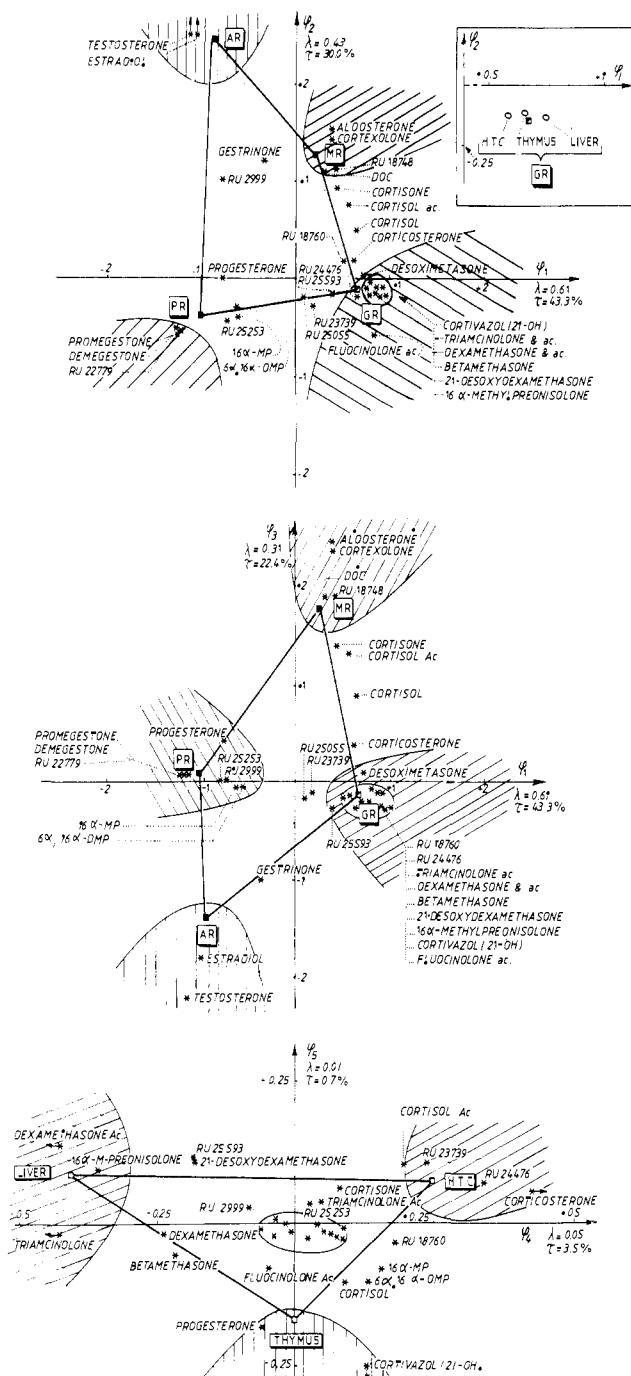 φ2
λ = 0.43
τ = 30.0%
TESTOSTERONE
ESTRADIOL
AR
+2
ALDOSTERONE
CORTEXOLONE
MR
RU 18748
DOC
CORTISONE
CORTISOL ac.
GESTRINONE
RU 2999
+1
CORTISOL
CORTICOSTERONE
RU 18760
RU 24476
RU 25593
PROGESTERONE
DESOXIMETASONE
-2
-1
+1
+2
φ1
λ = 0.61
τ = 43.3%
PR
GR
RU 25253
RU 23739
RU 25055
FLUOCINOLONE ac.
PROMEGESTONE
DEMEGESTONE
RU 22779
16α-MP
6α, 16α-DMP
CORTIVAZOL (21-OH)
TRIAMCINOLONE & ac.
DEXAMETHASONE & ac.
BETAMETHASONE
21-DESOXYDEXAMETHASONE
16 α-METHYLPREDNISOLONE
-1
-2
φ2
φ1
+0.5
+1
-0.25
HTC THYMUS LIVER
GR
φ3
λ = 0.31
τ = 22.4%
ALDOSTERONE
CORTEXOLONE
DOC
RU 18748
+2
MR
CORTISONE
CORTISOL Ac
+1
CORTISOL
PROGESTERONE
PROMEGESTONE,
DEMEGESTONE
RU 22779
PR
RU 25253
RU 2999
RU 25055
RU 23739
CORTICOSTERONE
DESOXIMETASONE
-2
-1
+2
φ1
λ = 0.61
τ = 43.3%
GR
16α-MP
6α, 16α-DMP
RU 25593
GESTRINONE
-1
RU 18760
RU 24476
TRIAMCINOLONE ac
DEXAMETHASONE & ac
BETAMETHASONE
21-DESOXYDEXAMETHASONE
16α-METHYLPREDNISOLONE
CORTIVAZOL (21-OH)
FLUOCINOLONE ac.
AR
ESTRADIOL
TESTOSTERONE
-2
φ5
λ = 0.01
τ = 0.7%
-0.25
CORTISOL Ac
DEXAMETHASONE Ac.
RU 25593
16α-M-PREDNISOLONE
21-DESOXYDEXAMETHASONE
RU 23739
LIVER
HTC
RU 24476
CORTISONE
TRIAMCINOLONE Ac
CORTICOSTERONE
RU 2999
RU 25253
-0.5
-0.25
+0.25
+0.5
φ4
λ = 0.05
τ = 3.5%
TRIAMCINOLONE
DEXAMETHASONE
RU 18760
BETAMETHASONE
FLUOCINOLONE Ac
16α-MP
6α, 16α-DMP
CORTISOL
PROGESTERONE
THYMUS
-0.25
CORTIVAZOL (21-OH)